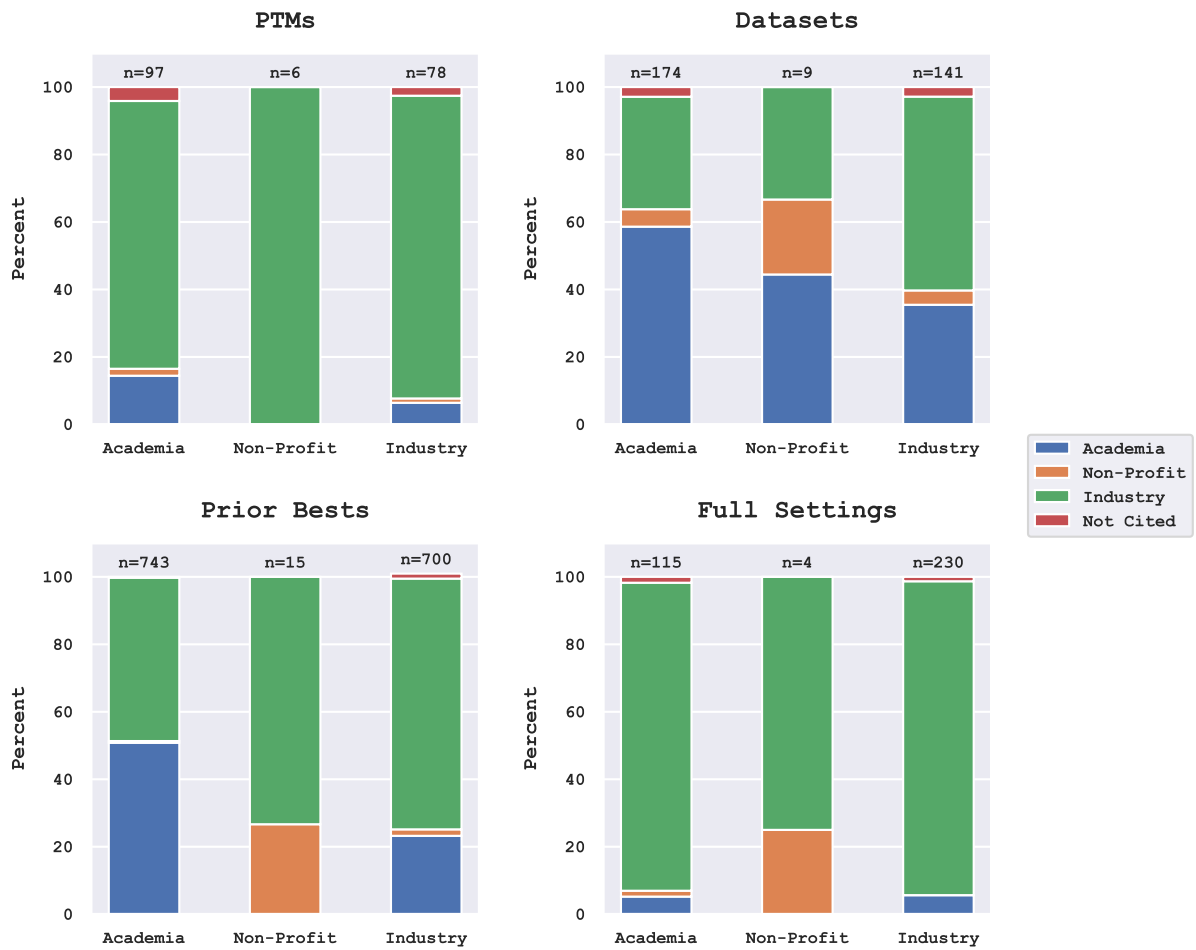 PTMs
n=97 n=6 n=78
100
80
60
40
20
0
Percent
Academia Non-Profit Industry
Datasets
n=174 n=9 n=141
100
80
60
40
20
0
Percent
Academia Non-Profit Industry
Academia
Non-Profit
Industry
Not Cited
Prior Bests
n=743 n=15 n=700
100
80
60
40
20
0
Percent
Academia Non-Profit Industry
Full Settings
n=115 n=4 n=230
100
80
60
40
20
0
Percent
Academia Non-Profit Industry